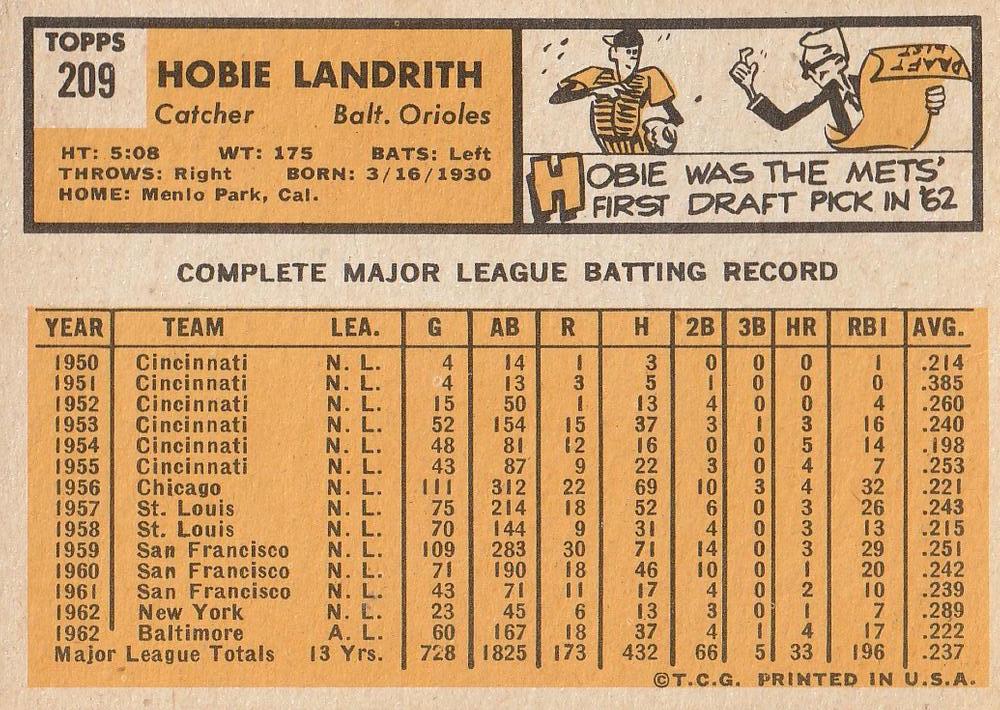 TOPPS
209
HOBIE LANDRITH
Catcher Balt. Orioles
HT: 5:08 WT: 175 BATS: Left
THROWS: Right BORN: 3/16/1930
HOME: Menlo Park, Cal.
DRAFT LIST
HOBIE WAS THE METS'
FIRST DRAFT PICK IN '62
COMPLETE MAJOR LEAGUE BATTING RECORD
YEAR TEAM LEA. G AB R H 2B 3B HR RBI AVG.
1950 Cincinnati N. L. 4 14 1 3 0 0 0 1 .214
1951 Cincinnati N. L. 4 13 3 5 1 0 0 0 .385
1952 Cincinnati N. L. 15 50 1 13 4 0 0 4 .260
1953 Cincinnati N. L. 52 154 15 37 3 1 3 16 .240
1954 Cincinnati N. L. 48 81 12 16 0 0 5 14 .198
1955 Cincinnati N. L. 43 87 9 22 3 0 4 7 .253
1956 Chicago N. L. 111 312 22 69 10 3 4 32 .221
1957 St. Louis N. L. 75 214 18 52 6 0 3 26 .243
1958 St. Louis N. L. 70 144 9 31 4 0 3 13 .215
1959 San Francisco N. L. 109 283 30 71 14 0 3 29 .251
1960 San Francisco N. L. 71 190 18 46 10 0 1 20 .242
1961 San Francisco N. L. 43 71 11 17 4 0 2 10 .239
1962 New York N. L. 23 45 6 13 3 0 1 7 .289
1962 Baltimore A. L. 60 167 18 37 4 1 4 17 .222
Major League Totals 13 Yrs. 728 1825 173 432 66 5 33 196 .237
©T.C.G. PRINTED IN U.S.A.